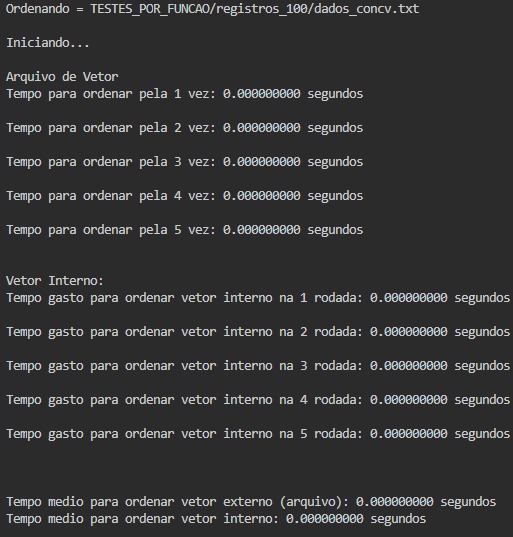 Ordenando = TESTES_POR_FUNCAO/registros_100/dados_concv.txt
Iniciando...
Arquivo de Vetor
Tempo para ordenar pela 1 vez: 0.000000000 segundos
Tempo para ordenar pela 2 vez: 0.000000000 segundos
Tempo para ordenar pela 3 vez: 0.000000000 segundos
Tempo para ordenar pela 4 vez: 0.000000000 segundos
Tempo para ordenar pela 5 vez: 0.000000000 segundos
Vetor Interno:
Tempo gasto para ordenar vetor interno na 1 rodada: 0.000000000 segundos
Tempo gasto para ordenar vetor interno na 2 rodada: 0.000000000 segundos
Tempo gasto para ordenar vetor interno na 3 rodada: 0.000000000 segundos
Tempo gasto para ordenar vetor interno na 4 rodada: 0.000000000 segundos
Tempo gasto para ordenar vetor interno na 5 rodada: 0.000000000 segundos
Tempo medio para ordenar vetor externo (arquivo): 0.000000000 segundos
Tempo medio para ordenar vetor interno: 0.000000000 segundos